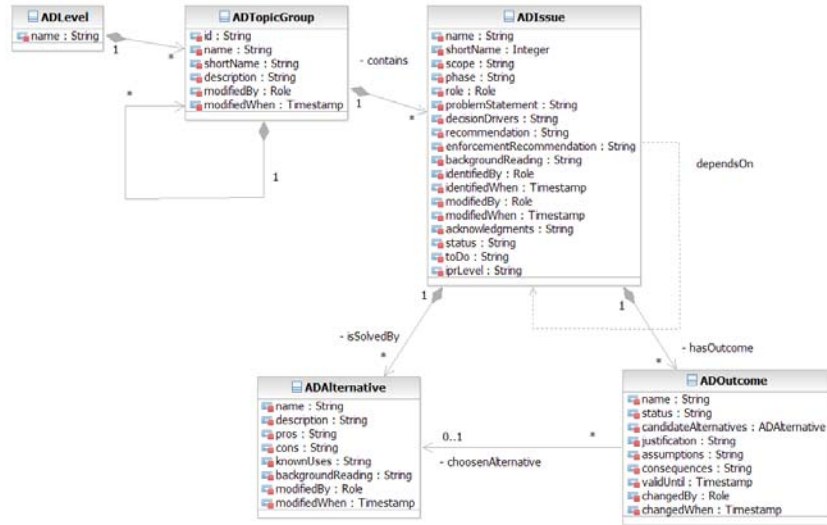 ADLevel
name : String
1
*
ADTopicGroup
id : String
name : String
shortName : String
description : String
modifiedBy : Role
modifiedWhen : Timestamp
*
1
- contains
1
*
ADIssue
name : String
shortName : Integer
scope : String
phase : String
role : Role
problemStatement : String
decisionDrivers : String
recommendation : String
enforcementRecommendation : String
backgroundReading : String
identifiedBy : Role
identifiedWhen : Timestamp
modifiedBy : Role
modifiedWhen : Timestamp
acknowledgments : String
status : String
toDo : String
iprLevel : String
dependsOn
1
1
- isSolvedBy
*
- hasOutcome
*
ADAlternative
name : String
description : String
pros : String
cons : String
knownUses : String
backgroundReading : String
modifiedBy : Role
modifiedWhen : Timestamp
0..1
*
- choosenAlternative
ADOutcome
name : String
status : String
candidateAlternatives : ADAlternative
justification : String
assumptions : String
consequences : String
validUntil : Timestamp
changedBy : Role
changedWhen : Timestamp